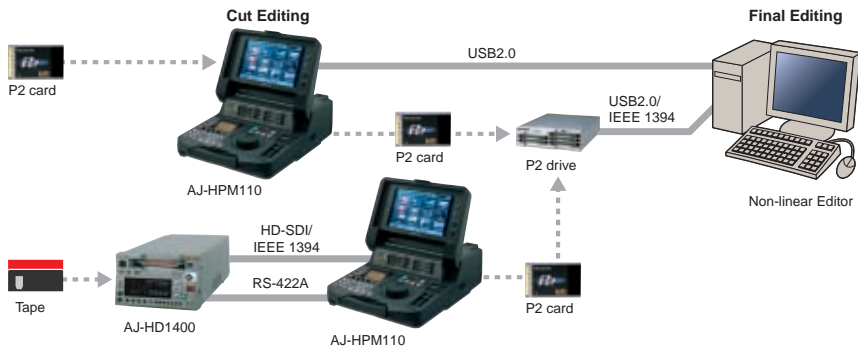 Cut Editing
Final Editing
USB2.0
P2 card
USB2.0/
IEEE 1394
P2 card
P2 drive
AJ-HPM110
Non-linear Editor
HD-SDI/
IEEE 1394
RS-422A
Tape
AJ-HD1400
P2 card
AJ-HPM110